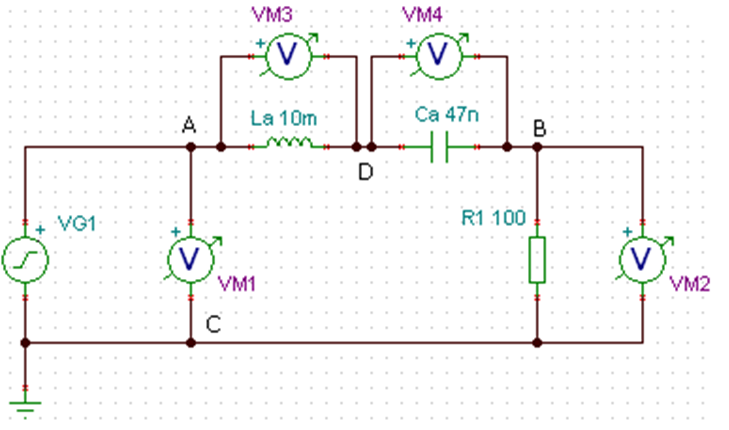 VM3
VM4
+
V
+
V
A
La 10m
Ca 47n
B
D
+
VG1
+
V
VM1
R1 100
+
V
VM2
C